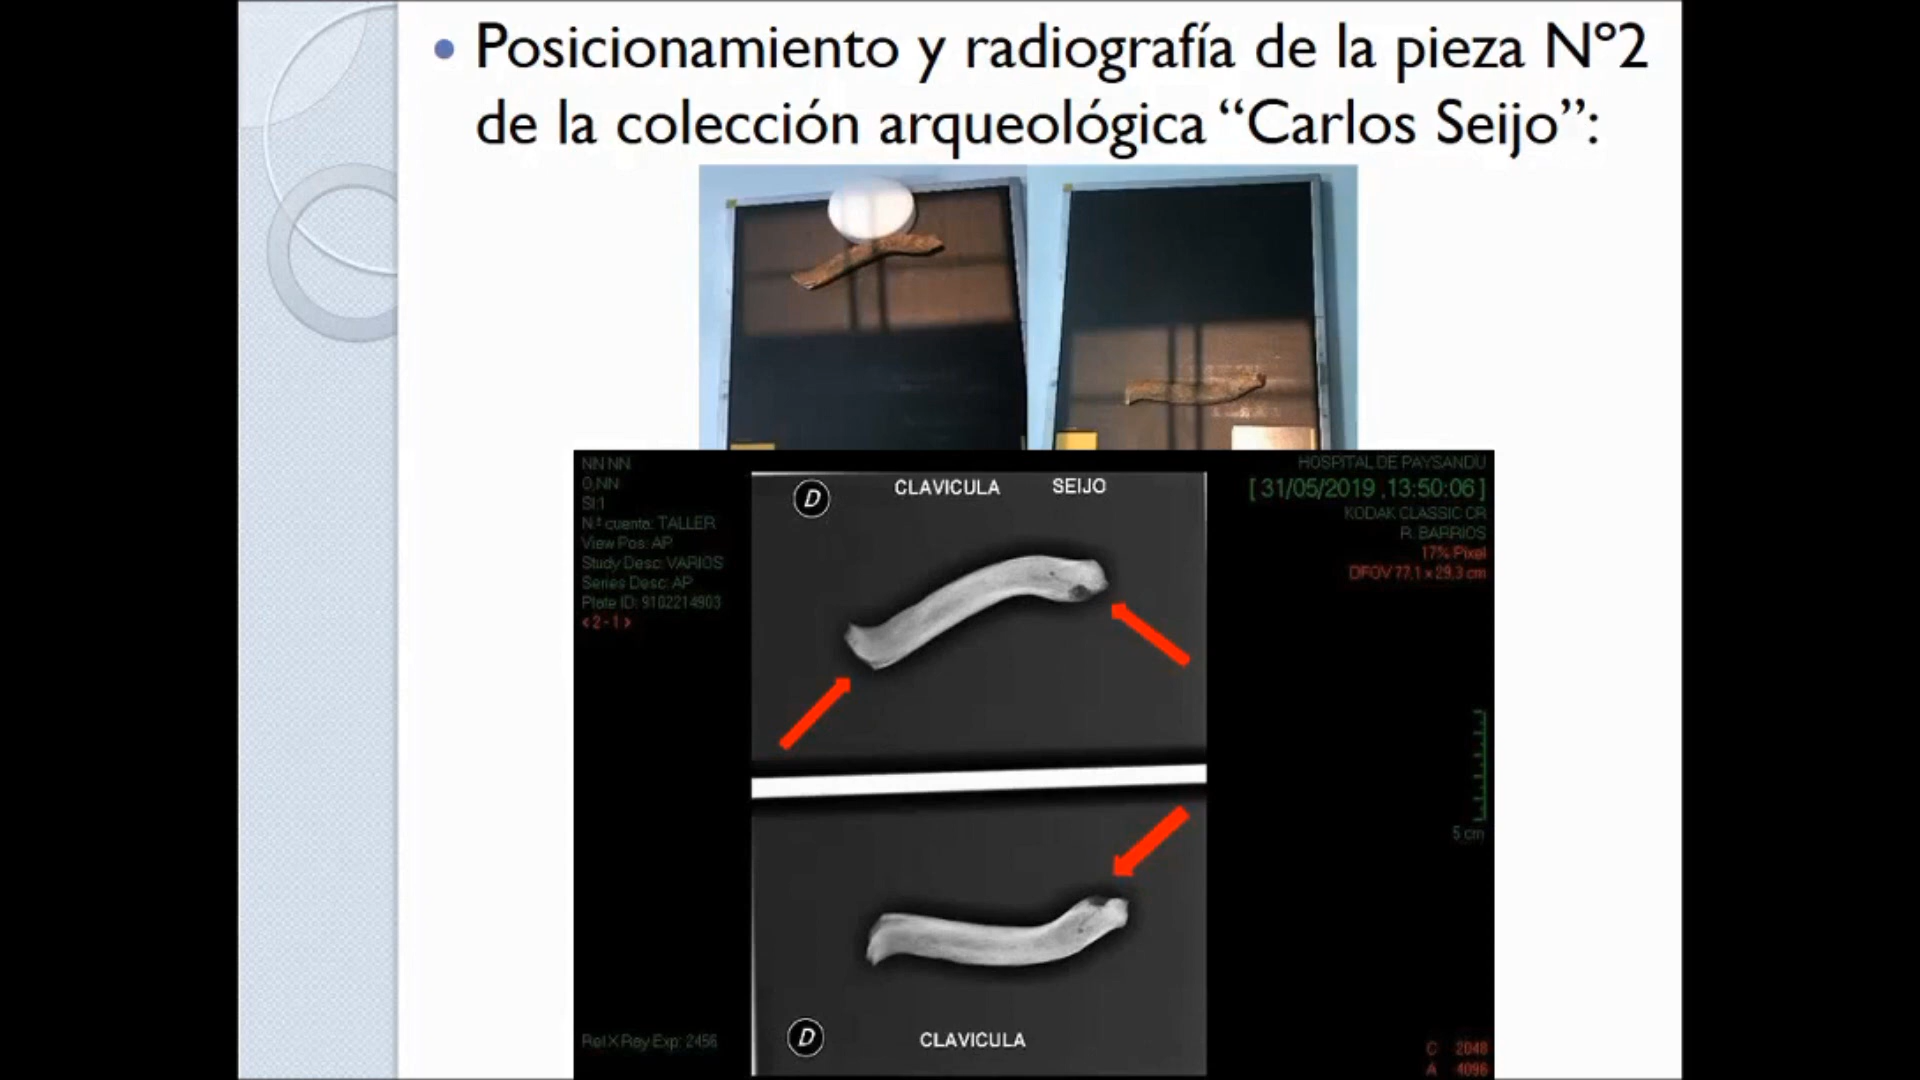 Posicionamiento y radiografía de la pieza Nº2
de la colección arqueológica “Carlos Seijo”:
NN NN
O,NN
SI:1
N.º cuenta: TALLER
View Pos: AP
Study Desc: VARIOS
Series Desc: AP
Plate ID: 9102214903
<2-1>
D
CLAVICULA SEIJO
HOSPITAL DE PAYSANDU
[ 31/05/2019 ,13:50:06 ]
KODAK CLASSIC CR
R. BARRIOS
17% Pixel
DFOV 77,1 x 29,3 cm
5 cm
Rel X Ray Exp: 2456
D
CLAVICULA
C 2048
A 4096